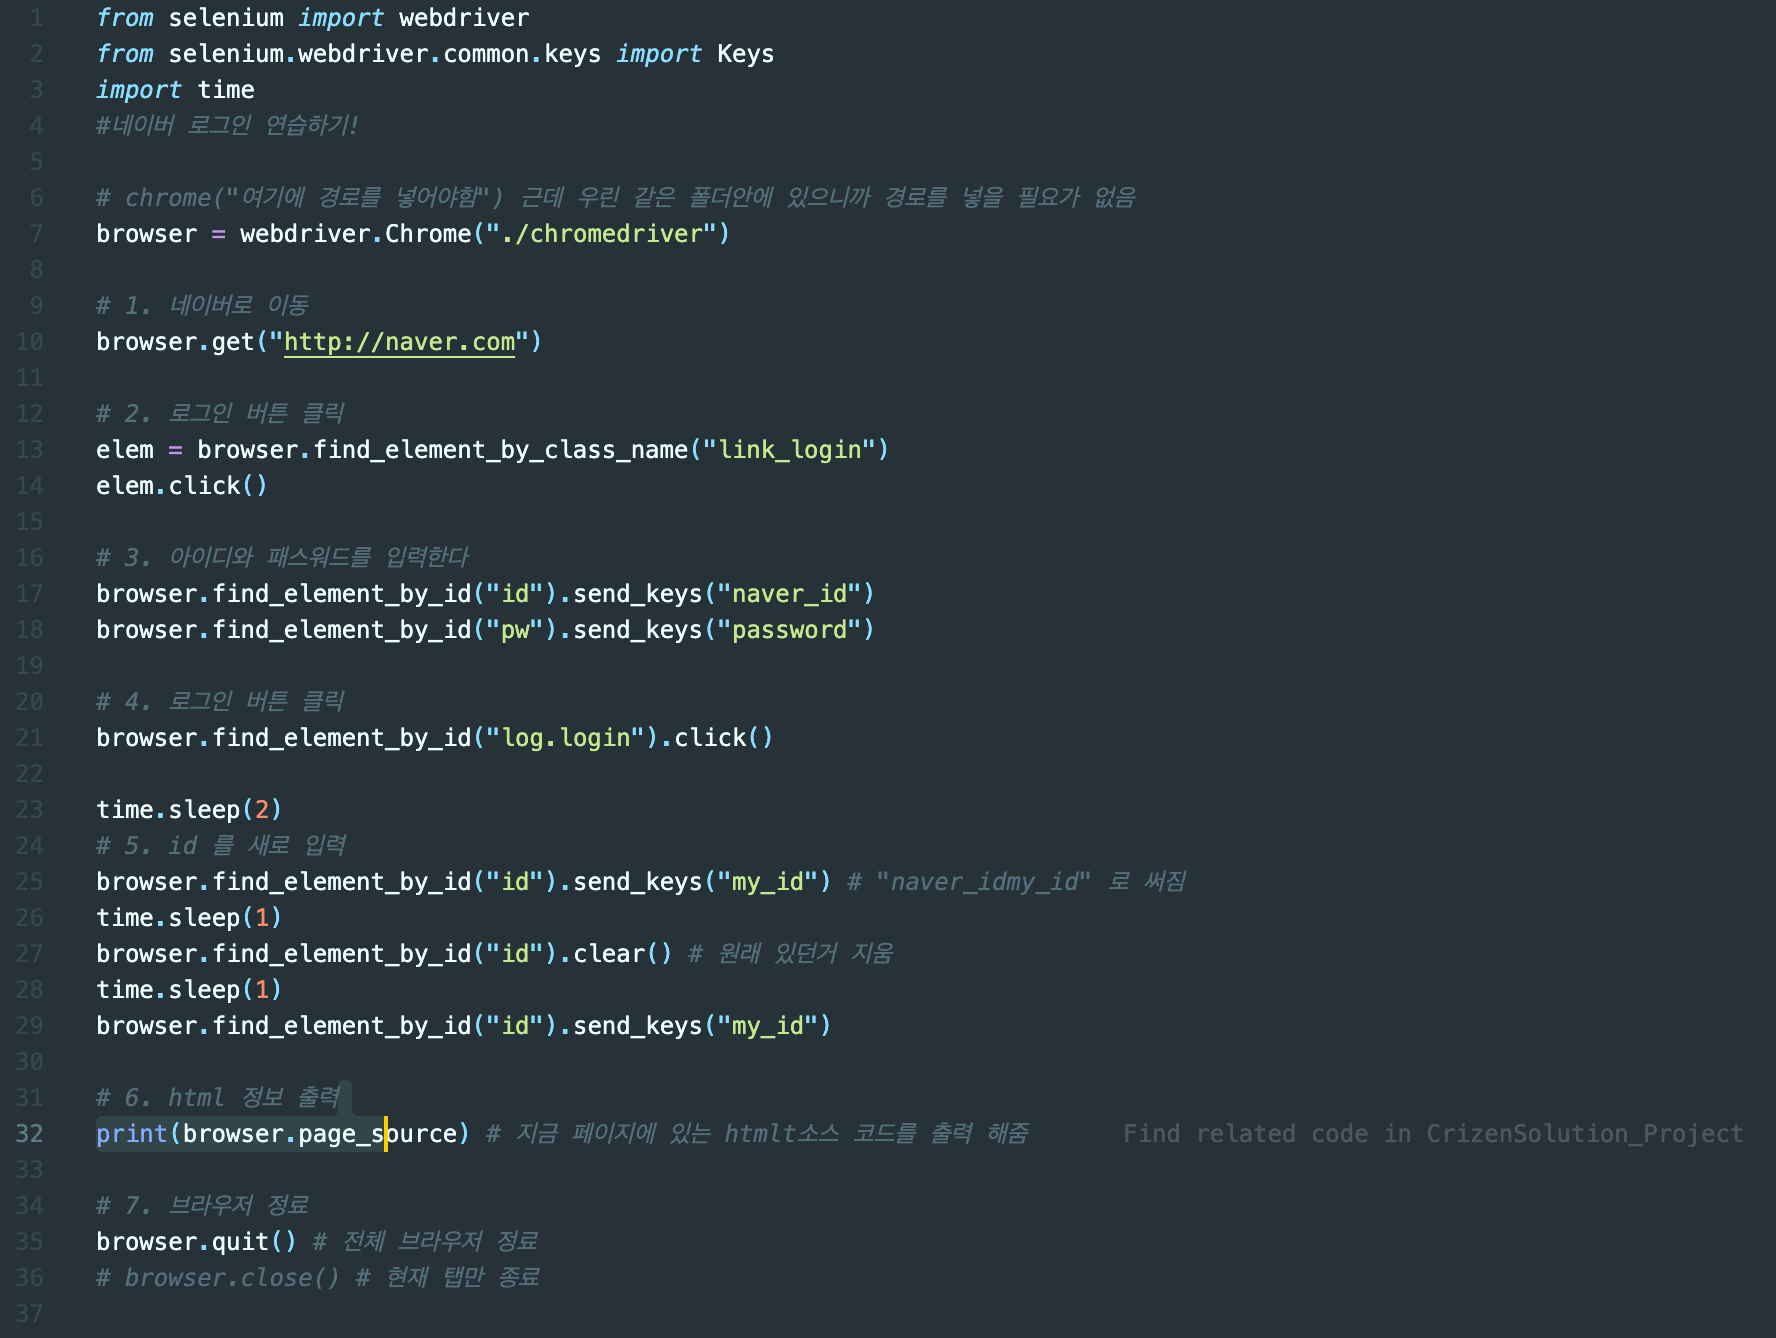 1 from selenium import webdriver
2 from selenium.webdriver.common.keys import Keys
3 import time
4 #네이버 로그인 연습하기!
5
6 # chrome("여기에 경로를 넣어야함") 근데 우린 같은 폴더안에 있으니까 경로를 넣을 필요가 없음
7 browser = webdriver.Chrome("./chromedriver")
8
9 # 1. 네이버로 이동
10 browser.get("http://naver.com")
11
12 # 2. 로그인 버튼 클릭
13 elem = browser.find_element_by_class_name("link_login")
14 elem.click()
15
16 # 3. 아이디와 패스워드를 입력한다
17 browser.find_element_by_id("id").send_keys("naver_id")
18 browser.find_element_by_id("pw").send_keys("password")
19
20 # 4. 로그인 버튼 클릭
21 browser.find_element_by_id("log.login").click()
22
23 time.sleep(2)
24 # 5. id 를 새로 입력
25 browser.find_element_by_id("id").send_keys("my_id") # "naver_idmy_id" 로 써짐
26 time.sleep(1)
27 browser.find_element_by_id("id").clear() # 원래 있던거 지움
28 time.sleep(1)
29 browser.find_element_by_id("id").send_keys("my_id")
30
31 # 6. html 정보 출력
32 print(browser.page_source) # 지금 페이지에 있는 htmlt소스 코드를 출력 해줌 Find related code in CrizenSolution_Project
33
34 # 7. 브라우저 정료
35 browser.quit() # 전체 브라우저 정료
36 # browser.close() # 현재 탭만 종료
37